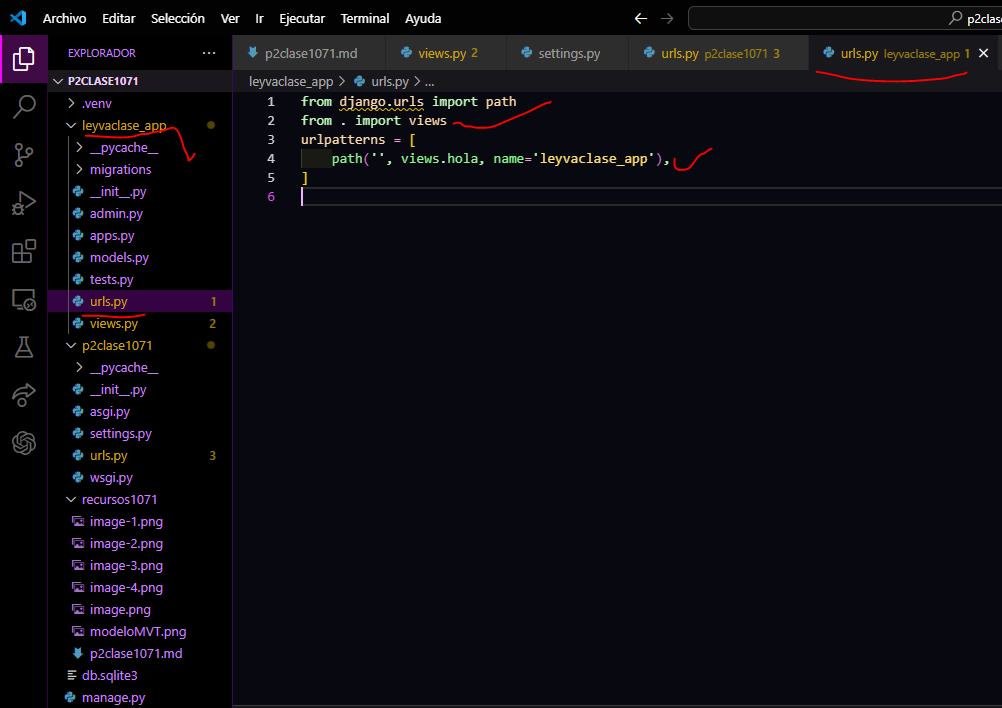 Archivo Editar Selección Ver Ir Ejecutar Terminal Ayuda
p2clase
EXPLORADOR
p2clase1071.md views.py 2 settings.py urls.py p2clase1071 3 urls.py leyvaclase_app 1
P2CLASE1071
leyvaclase_app > urls.py > ...
.venv
leyvaclase_app
__pycache__
migrations
__init__.py
admin.py
apps.py
models.py
tests.py
urls.py 1
views.py 2
p2clase1071
__pycache__
__init__.py
asgi.py
settings.py
urls.py 3
wsgi.py
recursos1071
image-1.png
image-2.png
image-3.png
image-4.png
image.png
modeloMVT.png
p2clase1071.md
db.sqlite3
manage.py
1 from django.urls import path
2 from . import views
3 urlpatterns = [
4 path('', views.hola, name='leyvaclase_app'),
5 ]
6